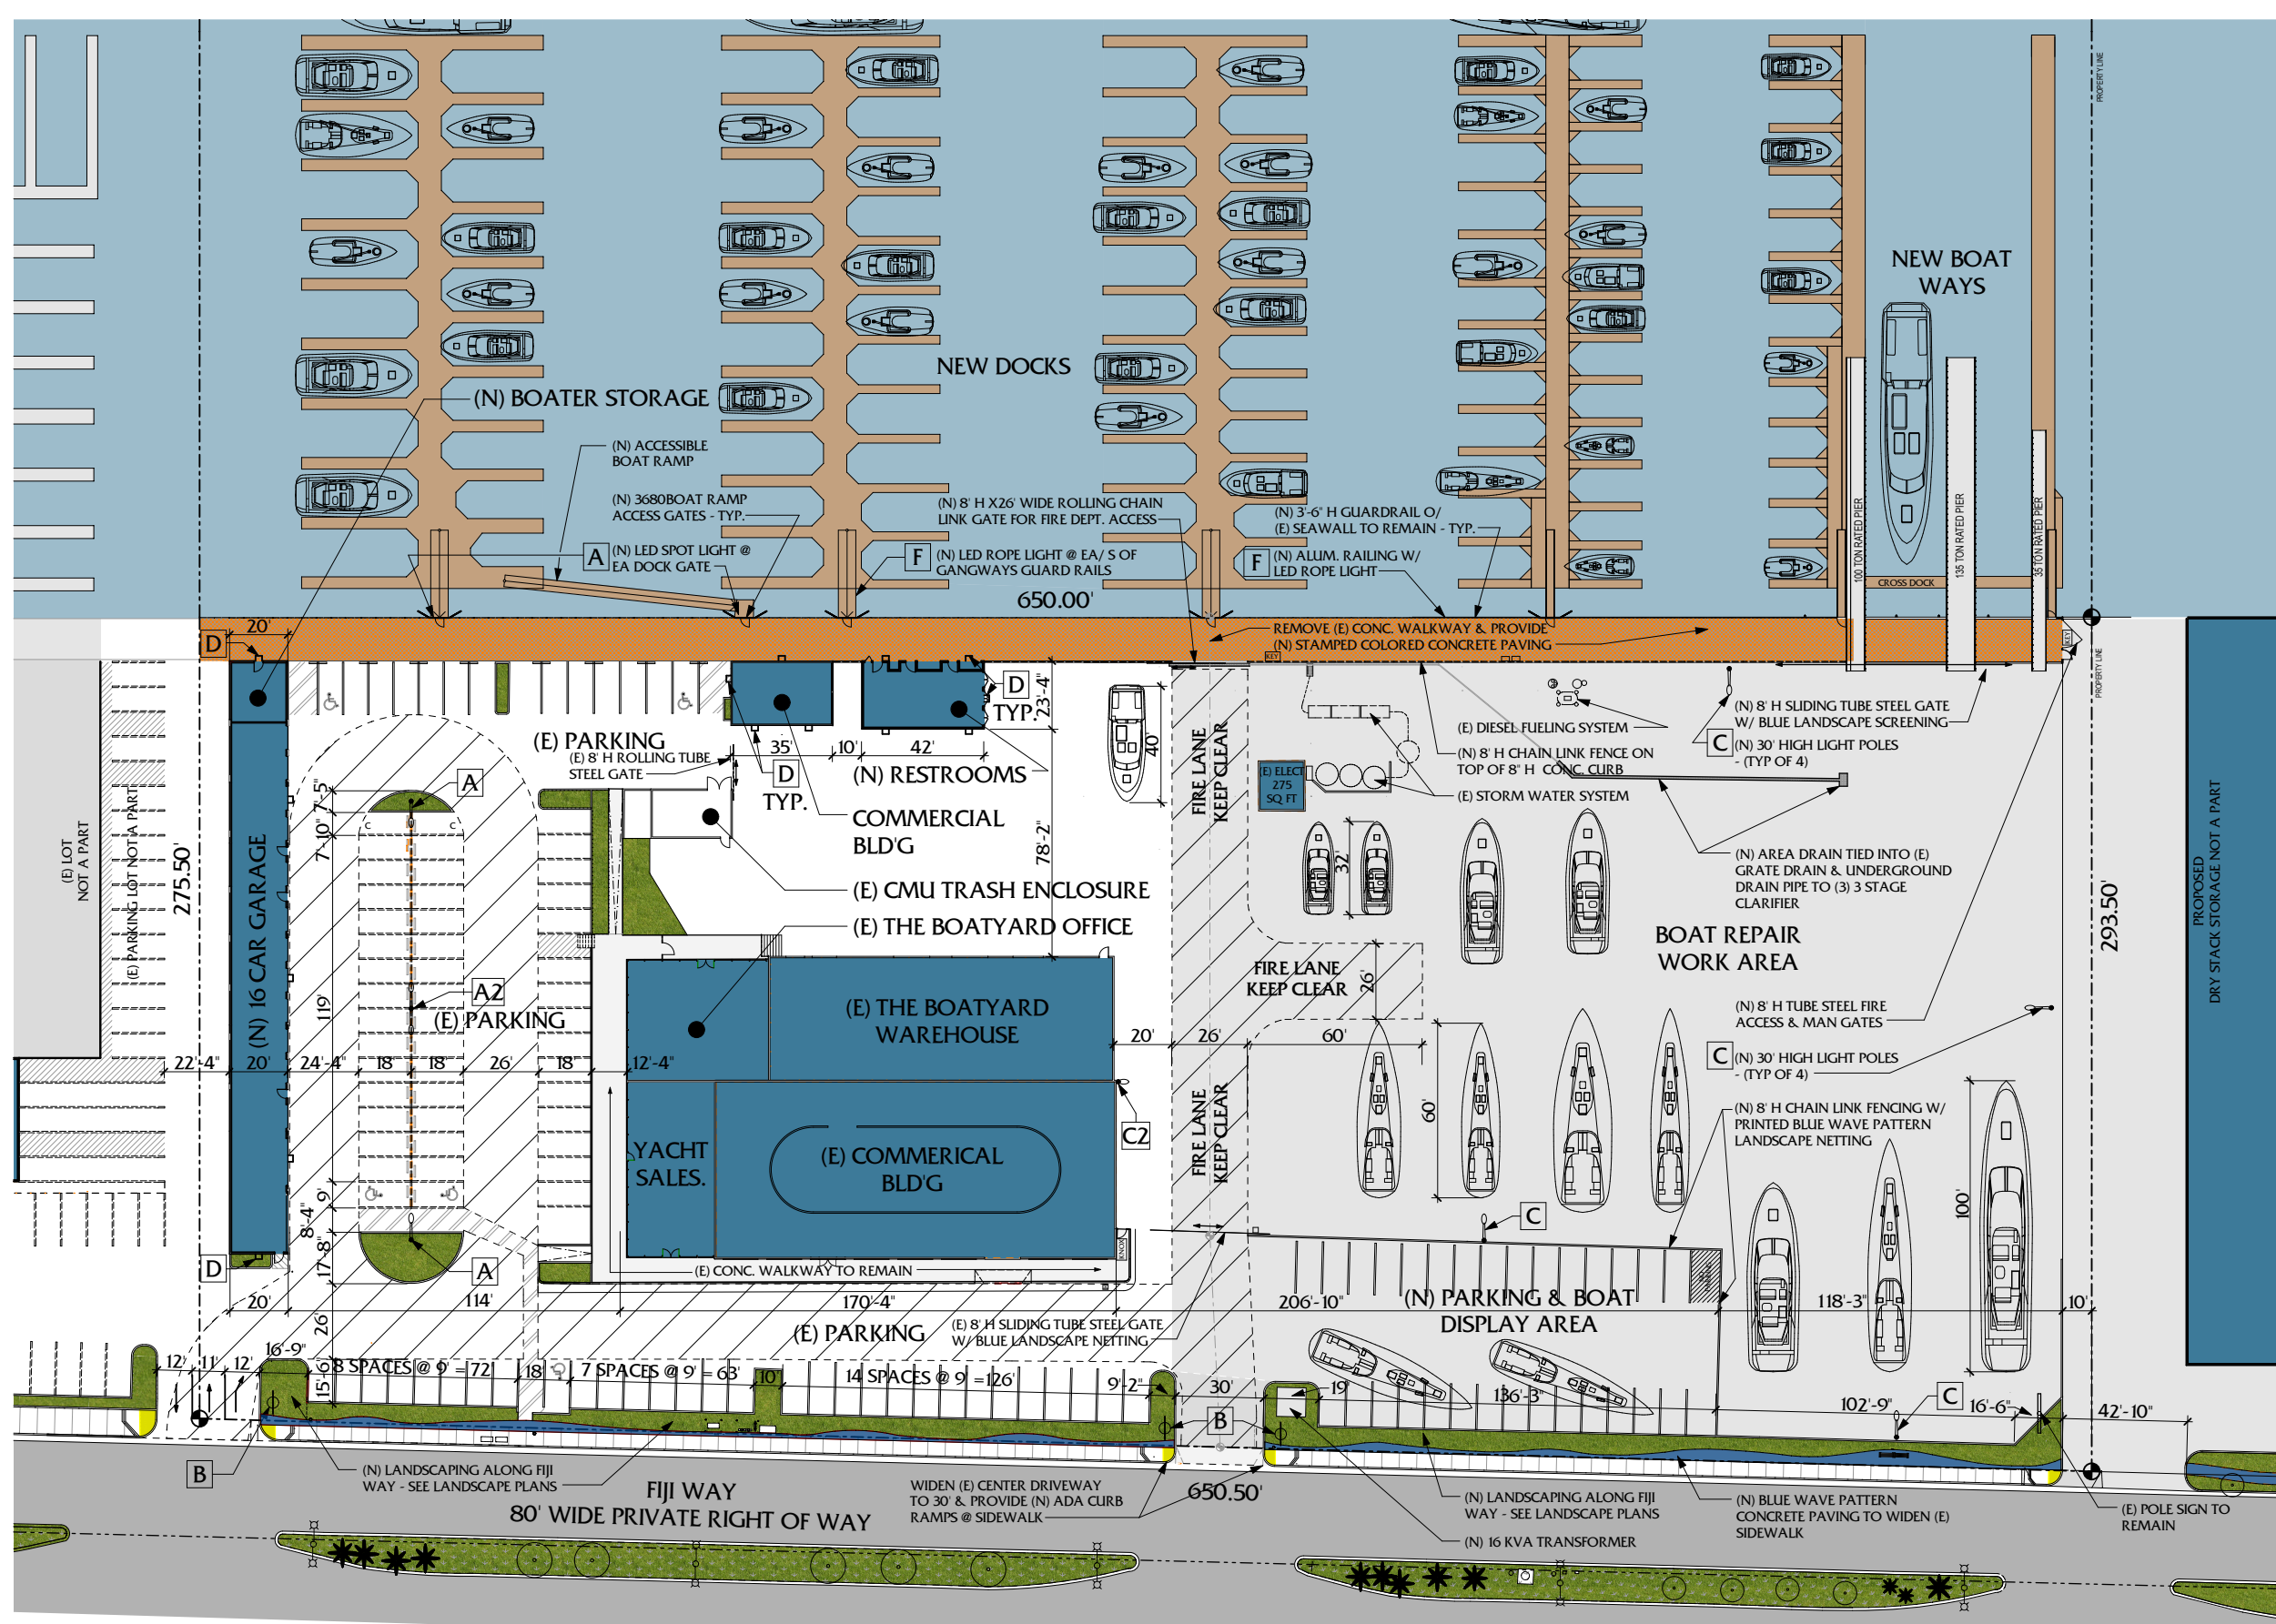 PROPERTY LINE
NEW BOAT
WAYS
NEW DOCKS
(N) BOATER STORAGE
(N) ACCESSIBLE
BOAT RAMP
(N) 3680BOAT RAMP
ACCESS GATES - TYP.
(N) 8' H X26' WIDE ROLLING CHAIN
LINK GATE FOR FIRE DEPT. ACCESS
(N) 3'-6" H GUARDRAIL O/
(E) SEAWALL TO REMAIN - TYP.
A
(N) LED SPOT LIGHT @
EA DOCK GATE
F
(N) LED ROPE LIGHT @ EA/ S OF
GANGWAYS GUARD RAILS
F
(N) ALUM. RAILING W/
LED ROPE LIGHT
100 TON RATED PIER
135 TON RATED PIER
35 TON RATED PIER
CROSS DOCK
650.00'
REMOVE (E) CONC. WALKWAY & PROVIDE
(N) STAMPED COLORED CONCRETE PAVING
KEY
KEY
PROPERTY LINE
D
20'
D
TYP.
23'-4"
(E) PARKING
(E) 8' H ROLLING TUBE
STEEL GATE
35'
10'
42'
D
TYP.
(N) RESTROOMS
COMMERCIAL
BLD'G
(E) CMU TRASH ENCLOSURE
(E) THE BOATYARD OFFICE
78'-2"
40'
FIRE LANE
KEEP CLEAR
(E) ELECT
275
SQ FT
(E) DIESEL FUELING SYSTEM
(N) 8' H CHAIN LINK FENCE ON
TOP OF 8" H CONC. CURB
(E) STORM WATER SYSTEM
(N) 8' H SLIDING TUBE STEEL GATE
W/ BLUE LANDSCAPE SCREENING
C
(N) 30' HIGH LIGHT POLES
- (TYP OF 4)
(N) AREA DRAIN TIED INTO (E)
GRATE DRAIN & UNDERGROUND
DRAIN PIPE TO (3) 3 STAGE
CLARIFIER
32'
BOAT REPAIR
WORK AREA
FIRE LANE
KEEP CLEAR
26'
(N) 8' H TUBE STEEL FIRE
ACCESS & MAN GATES
C
(N) 30' HIGH LIGHT POLES
- (TYP OF 4)
(N) 8' H CHAIN LINK FENCING W/
PRINTED BLUE WAVE PATTERN
LANDSCAPE NETTING
293.50'
PROPOSED
DRY STACK STORAGE NOT A PART
(E) LOT
NOT A PART
(E) PARKING LOT NOT A PART
275.50'
(N) 16 CAR GARAGE
7'-5"
7'-10"
A
C
C
119'
A2
(E) PARKING
22'-4"
20'
24'-4"
18'
18'
26'
18'
12'-4"
(E) THE BOATYARD
WAREHOUSE
20'
26'
60'
C2
FIRE LANE
KEEP CLEAR
60'
100'
YACHT
SALES.
(E) COMMERICAL
BLD'G
9'
8'-4"
17'-8"
A
D
KNOX
C
NO
PARKING
(E) CONC. WALKWAY TO REMAIN
20'
114'
170'-4"
206'-10"
118'-3"
10'
26'
(E) PARKING
(E) 8' H SLIDING TUBE STEEL GATE
W/ BLUE LANDSCAPE NETTING
(N) PARKING & BOAT
DISPLAY AREA
12'
11'
12'
16'-9"
15'-6"
8 SPACES @ 9' = 72'
18'
7 SPACES @ 9' = 63'
10'
14 SPACES @ 9' =126'
9'-2"
30'
19'
136'-3"
102'-9"
C
16'-6"
42'-10"
B
B
(N) LANDSCAPING ALONG FIJI
WAY - SEE LANDSCAPE PLANS
FIJI WAY
80' WIDE PRIVATE RIGHT OF WAY
WIDEN (E) CENTER DRIVEWAY
TO 30' & PROVIDE (N) ADA CURB
RAMPS @ SIDEWALK
650.50'
(N) LANDSCAPING ALONG FIJI
WAY - SEE LANDSCAPE PLANS
(N) 16 KVA TRANSFORMER
(N) BLUE WAVE PATTERN
CONCRETE PAVING TO WIDEN (E)
SIDEWALK
(E) POLE SIGN TO
REMAIN